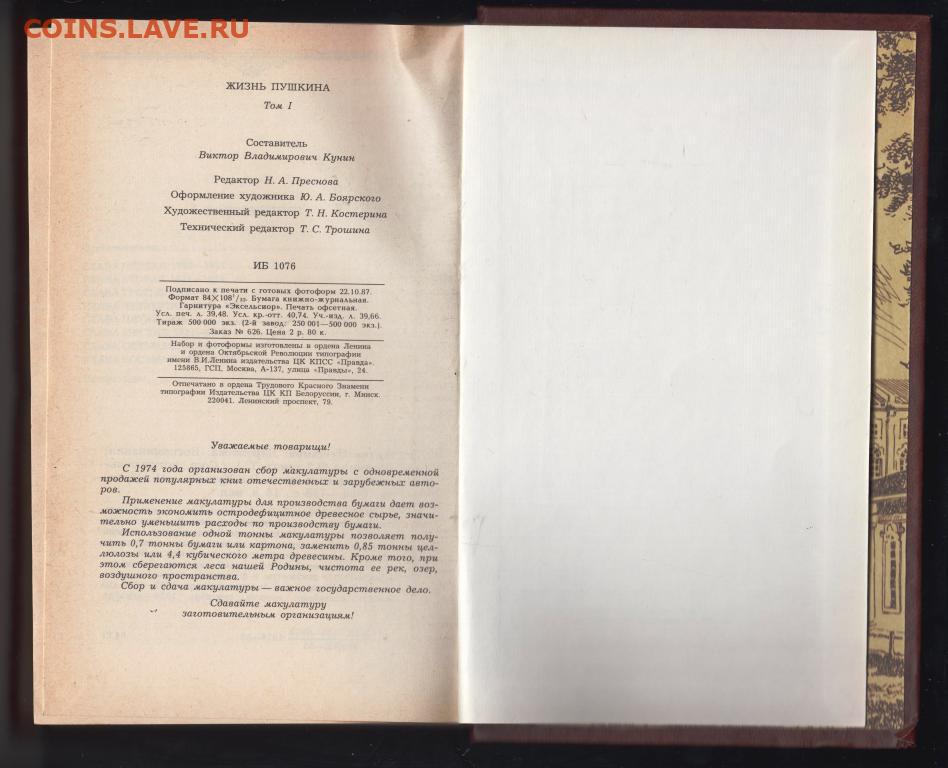 COINS.LAVE.RU
ЖИЗНЬ ПУШКИНА
Том I
Составитель
Виктор Владимирович Кунин
Редактор Н. А. Преснова
Оформление художника Ю. А. Боярского
Художественный редактор Т. Н. Костерина
Технический редактор Т. С. Трошина
ИБ 1076
Подписано к печати с готовых фотоформ 22.10.87.
Формат 84×108¹/₃₂. Бумага книжно-журнальная.
Гарнитура «Эксельсиор». Печать офсетная.
Усл. печ. л. 39,48. Усл. кр.-отт. 40,74. Уч.-изд. л. 39,66.
Тираж 500 000 экз. (2-й завод: 250 001—500 000 экз.).
Заказ № 626. Цена 2 р. 80 к.
Набор и фотоформы изготовлены в ордена Ленина
и ордена Октябрьской Революции типографии
имени В.И.Ленина издательства ЦК КПСС «Правда».
125865, ГСП, Москва, А-137, улица «Правды», 24.
Отпечатано в ордена Трудового Красного Знамени
типографии Издательства ЦК КП Белоруссии, г. Минск.
220041. Ленинский проспект, 79.
Уважаемые товарищи!
С 1974 года организован сбор макулатуры с одновременной
продажей популярных книг отечественных и зарубежных авто-
ров.
Применение макулатуры для производства бумаги дает воз-
можность экономить остродефицитное древесное сырье, значи-
тельно уменьшить расходы по производству бумаги.
Использование одной тонны макулатуры позволяет полу-
чить 0,7 тонны бумаги или картона, заменить 0,85 тонны цел-
люлозы или 4,4 кубического метра древесины. Кроме того, при
этом сберегаются леса нашей Родины, чистота ее рек, озер,
воздушного пространства.
Сбор и сдача макулатуры — важное государственное дело.
Сдавайте макулатуру
заготовительным организациям!